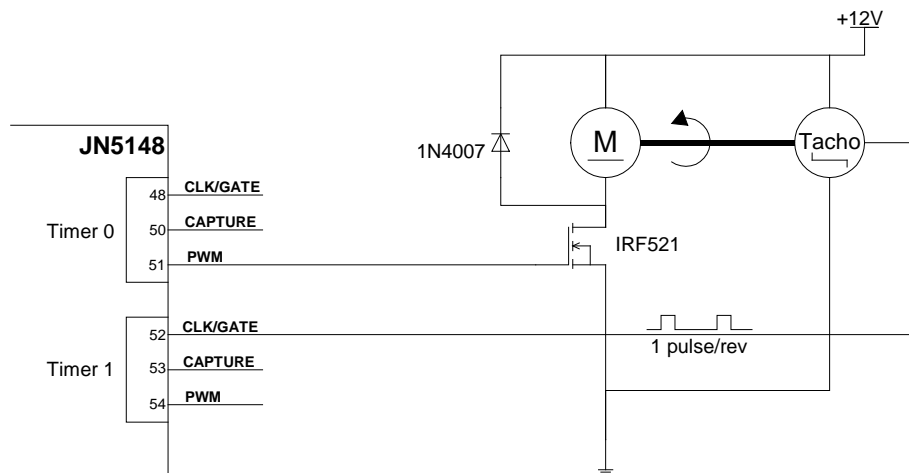 +12V
JN5148
1N4007
M
Tacho
48
CLK/GATE
Timer 0
50
CAPTURE
51
PWM
IRF521
52
CLK/GATE
1 pulse/rev
Timer 1
53
CAPTURE
54
PWM